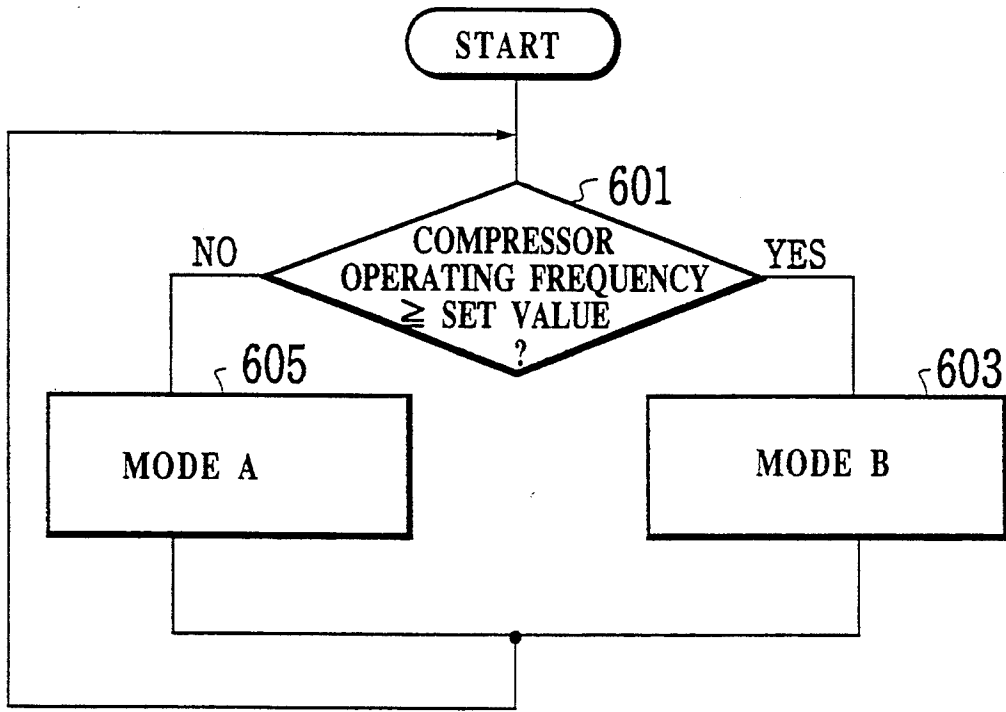 START
601
COMPRESSOR
OPERATING FREQUENCY
≧ SET VALUE
?
NO
YES
605
603
MODE A
MODE B